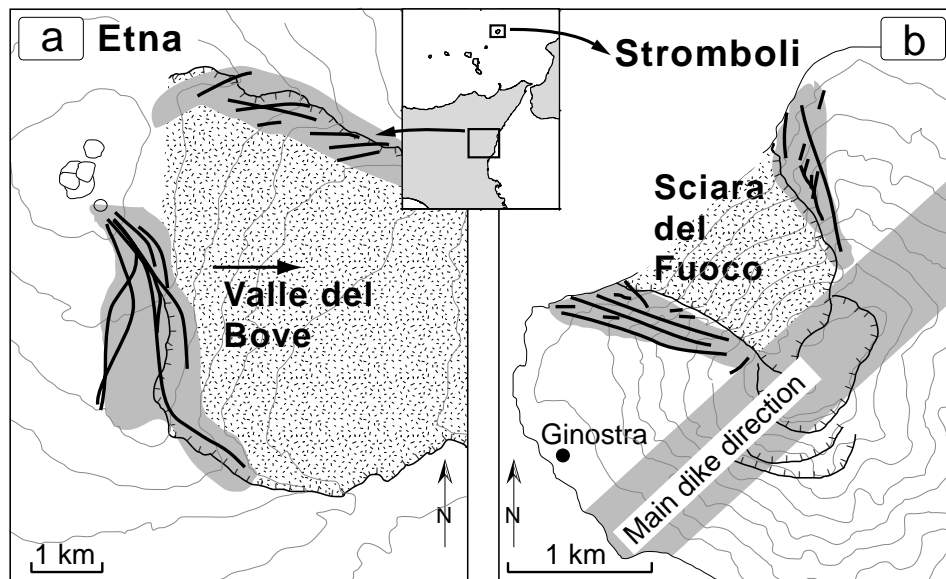 a
Etna
Stromboli
b
Sciara
del
Fuoco
Valle del
Bove
Ginostra
Main dike direction
N
N
1 km
1 km